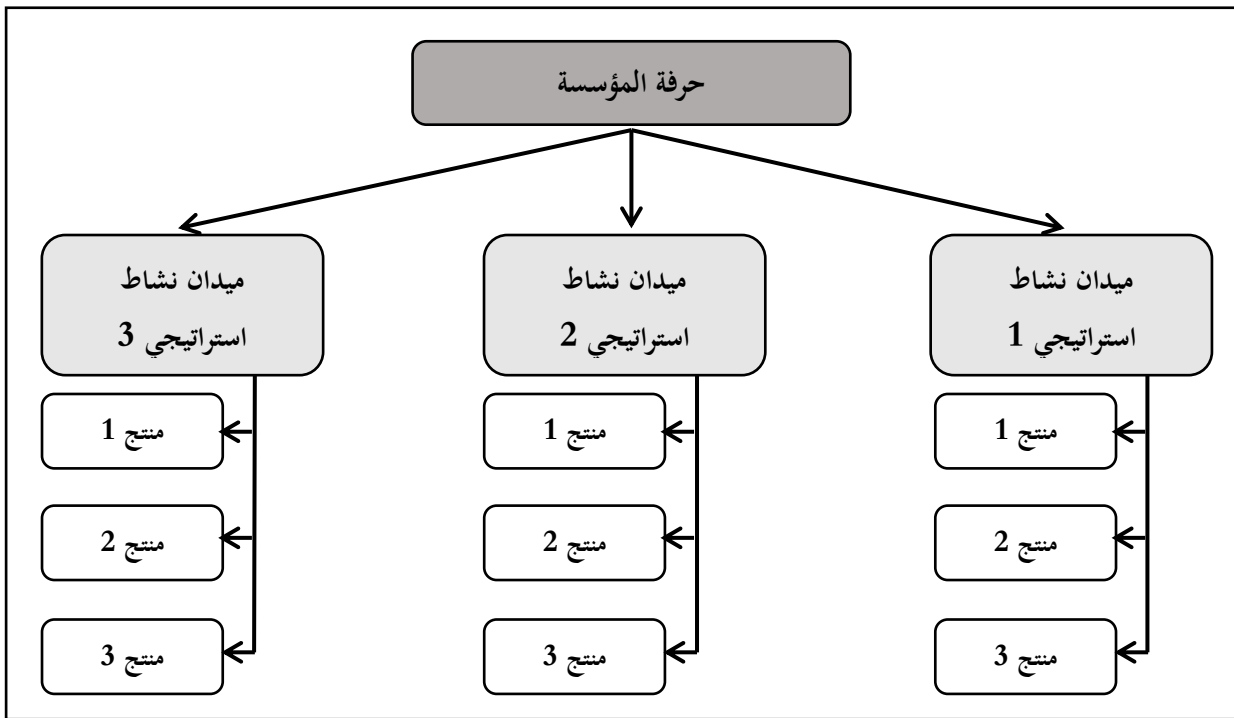 حرفة المؤسسة
ميدان نشاط
استراتيجي 1
ميدان نشاط
استراتيجي 2
ميدان نشاط
استراتيجي 3
منتج 1
منتج 1
منتج 1
منتج 2
منتج 2
منتج 2
منتج 3
منتج 3
منتج 3